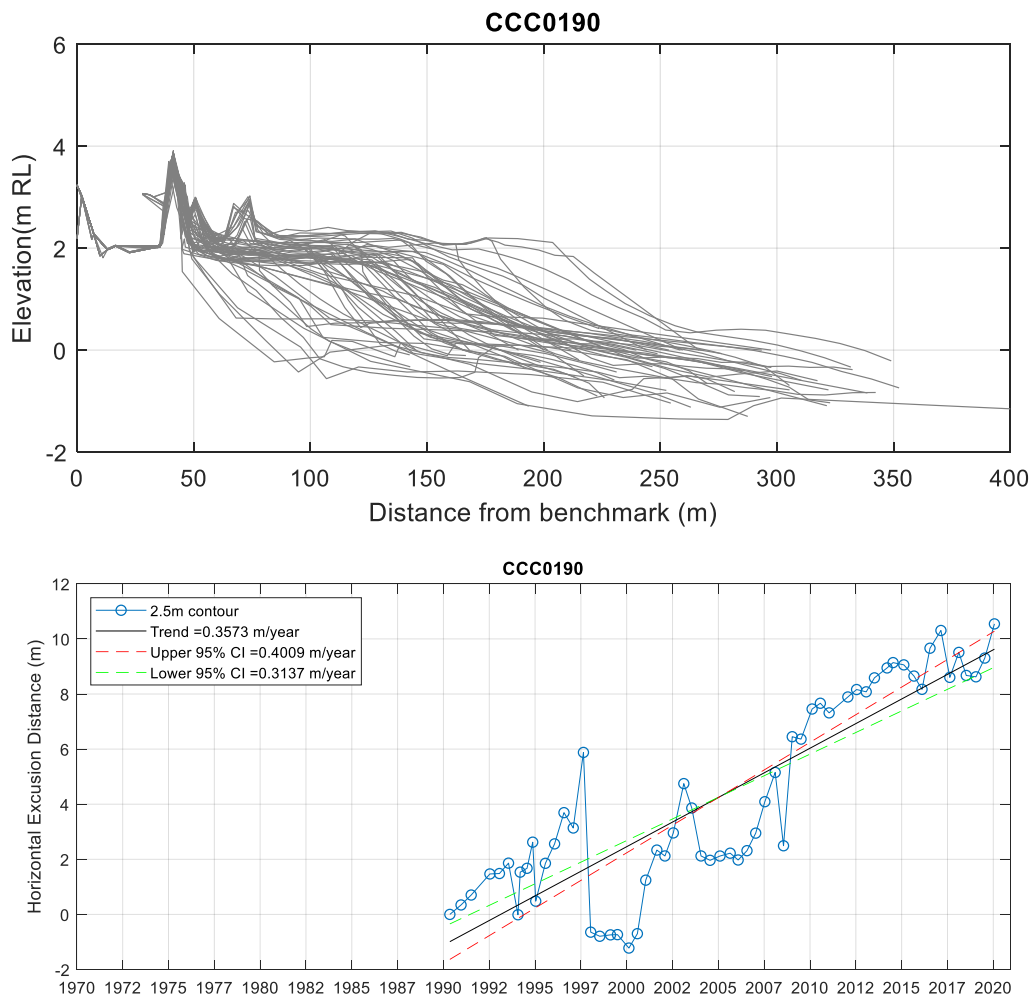 CCC0190
6
4
2
0
-2
Elevation(m RL)
0 50 100 150 200 250 300 350 400
Distance from benchmark (m)
CCC0190
12
10
8
6
4
2
0
-2
Horizontal Excusion Distance (m)
2.5m contour
Trend =0.3573 m/year
Upper 95% CI =0.4009 m/year
Lower 95% CI =0.3137 m/year
1970 1972 1975 1977 1980 1982 1985 1987 1990 1992 1995 1997 2000 2002 2005 2007 2010 2012 2015 2017 2020